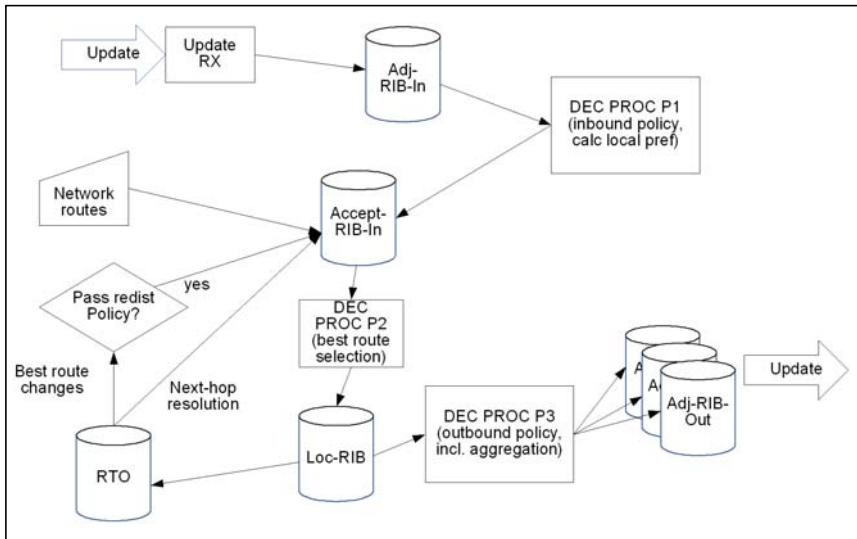 Update
Update
RX
Adj-
RIB-In
DEC PROC P1
(inbound policy,
calc local pref)
Network
routes
Accept-
RIB-In
Pass redist
Policy?
yes
DEC
PROC P2
(best route
selection)
Best route
changes
Next-hop
resolution
RTO
Loc-RIB
DEC PROC P3
(outbound policy,
incl. aggregation)
A
A
Adj-RIB-
Out
Update